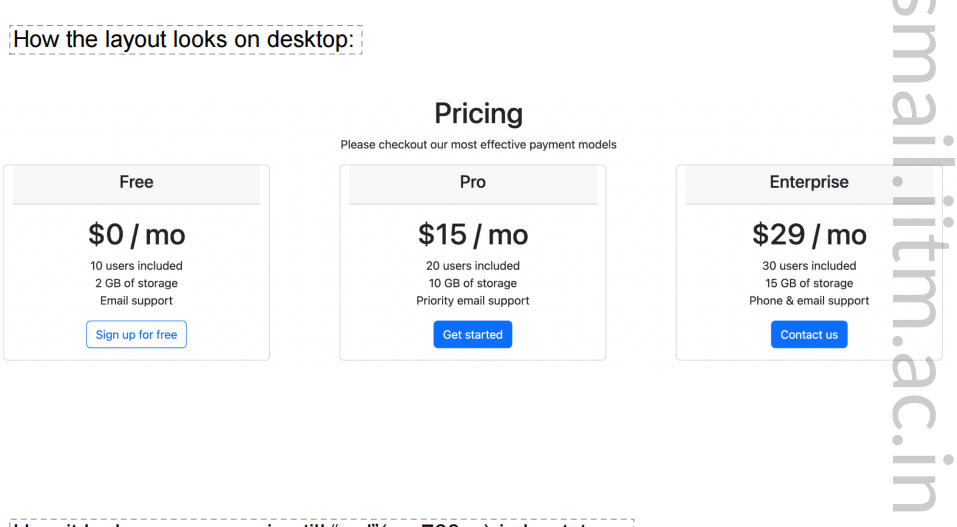 How the layout looks on desktop:
Pricing
Please checkout our most effective payment models
Free
$0 / mo
10 users included
2 GB of storage
Email support
Sign up for free
Pro
$15 / mo
20 users included
10 GB of storage
Priority email support
Get started
Enterprise
$29 / mo
30 users included
15 GB of storage
Phone & email support
Contact us
smail.iitm.ac.in